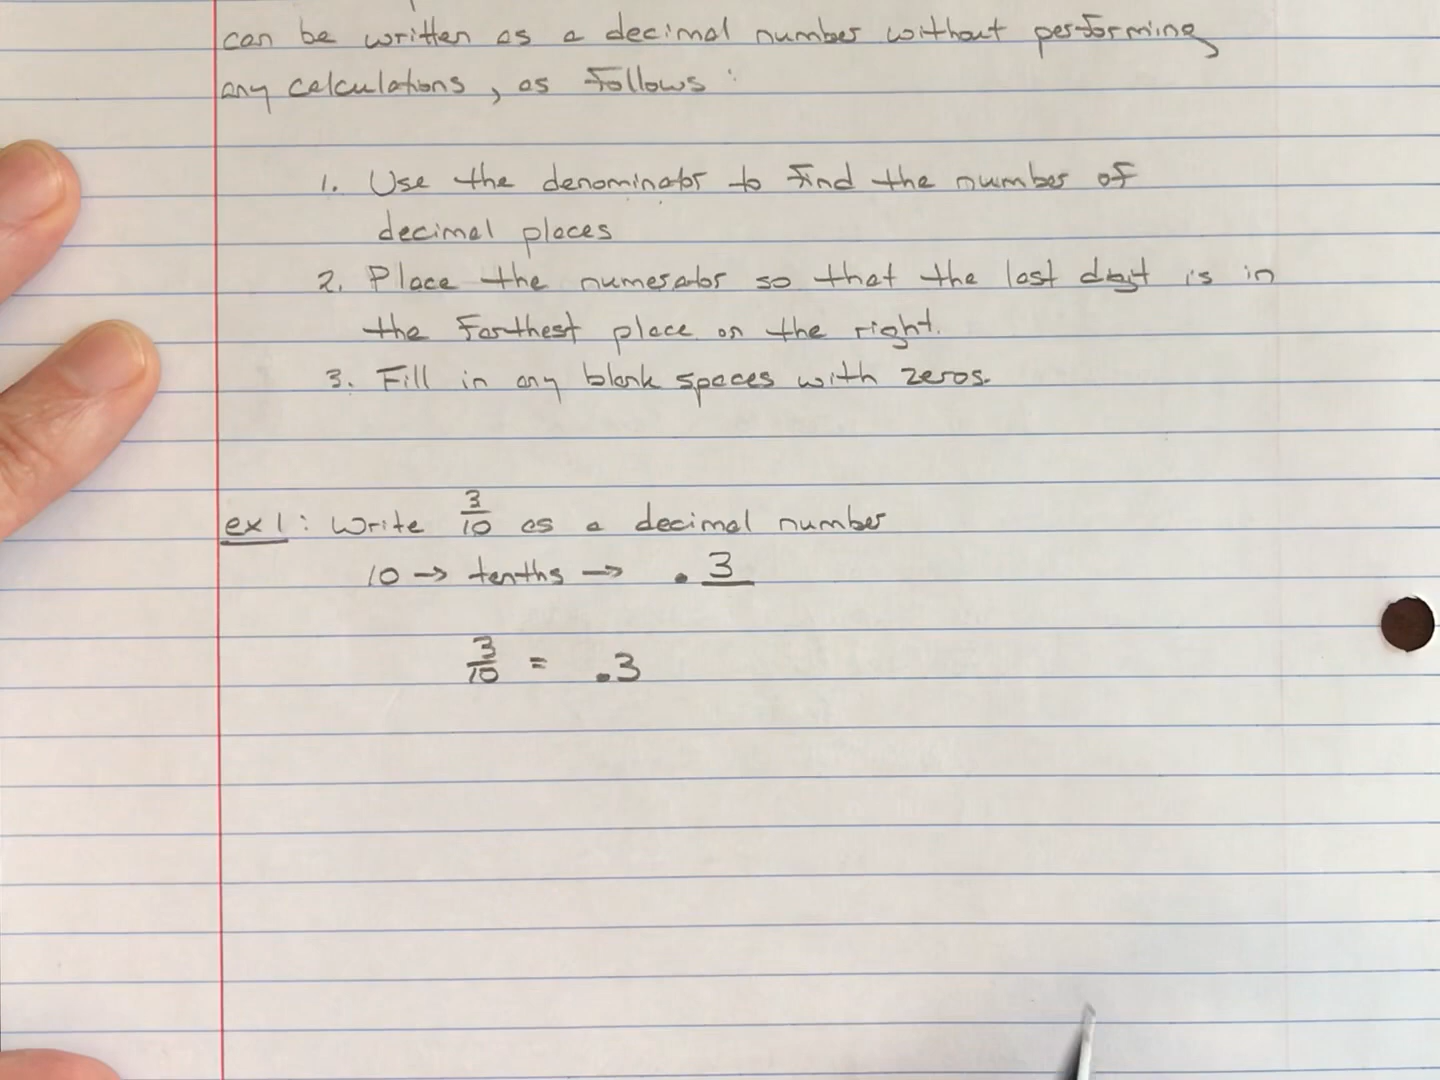 can be written as a decimal number without performing
any calculations, as follows:
1. Use the denominator to find the number of
decimal places
2. Place the numerator so that the last digit is in
the farthest place on the right.
3. Fill in any blank spaces with zeros.
ex 1: Write 3/10 as a decimal number
10 → tenths → .3
3/10 = .3